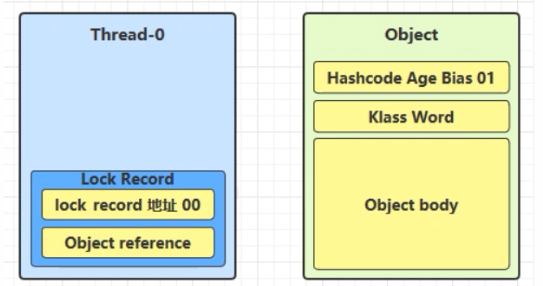 Thread-0
Lock Record
lock record 地址 00
Object reference
Object
Hashcode Age Bias 01
Klass Word
Object body